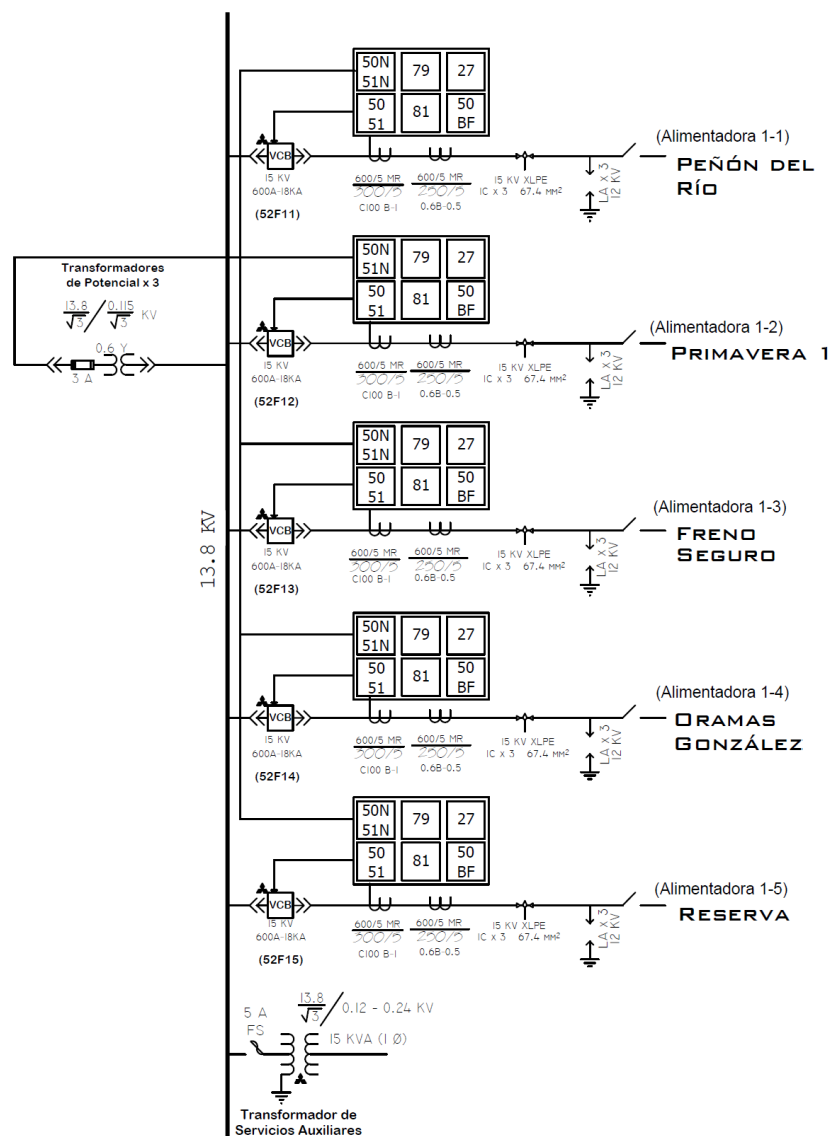 50N
51N
79
27
50
51
81
50
BF
VCB
15 KV
600A-18KA
(52F11)
600/5 MR
300/5
C100 B-1
600/5 MR
250/5
0.6B-0.5
15 KV XLPE
1C x 3 67.4 MM²
LA x 3
12 KV
(Alimentadora 1-1)
PEÑÓN DEL
RÍO
Transformadores
de Potencial x 3
13.8
√3
/
0.115
√3
KV
0.6 Y
3 A
50N
51N
79
27
50
51
81
50
BF
VCB
15 KV
600A-18KA
(52F12)
600/5 MR
300/5
C100 B-1
600/5 MR
250/5
0.6B-0.5
15 KV XLPE
1C x 3 67.4 MM²
LA x 3
12 KV
(Alimentadora 1-2)
PRIMAVERA 1
13.8 KV
50N
51N
79
27
50
51
81
50
BF
VCB
15 KV
600A-18KA
(52F13)
600/5 MR
300/5
C100 B-1
600/5 MR
250/5
0.6B-0.5
15 KV XLPE
1C x 3 67.4 MM²
LA x 3
12 KV
(Alimentadora 1-3)
FRENO
SEGURO
50N
51N
79
27
50
51
81
50
BF
VCB
15 KV
600A-18KA
(52F14)
600/5 MR
300/5
C100 B-1
600/5 MR
250/5
0.6B-0.5
15 KV XLPE
1C x 3 67.4 MM²
LA x 3
12 KV
(Alimentadora 1-4)
ORAMAS
GONZÁLEZ
50N
51N
79
27
50
51
81
50
BF
VCB
15 KV
600A-18KA
(52F15)
600/5 MR
300/5
C100 B-1
600/5 MR
250/5
0.6B-0.5
15 KV XLPE
1C x 3 67.4 MM²
LA x 3
12 KV
(Alimentadora 1-5)
RESERVA
5 A
FS
13.8
√3
/ 0.12 - 0.24 KV
15 KVA (1 Ø)
Transformador de
Servicios Auxiliares